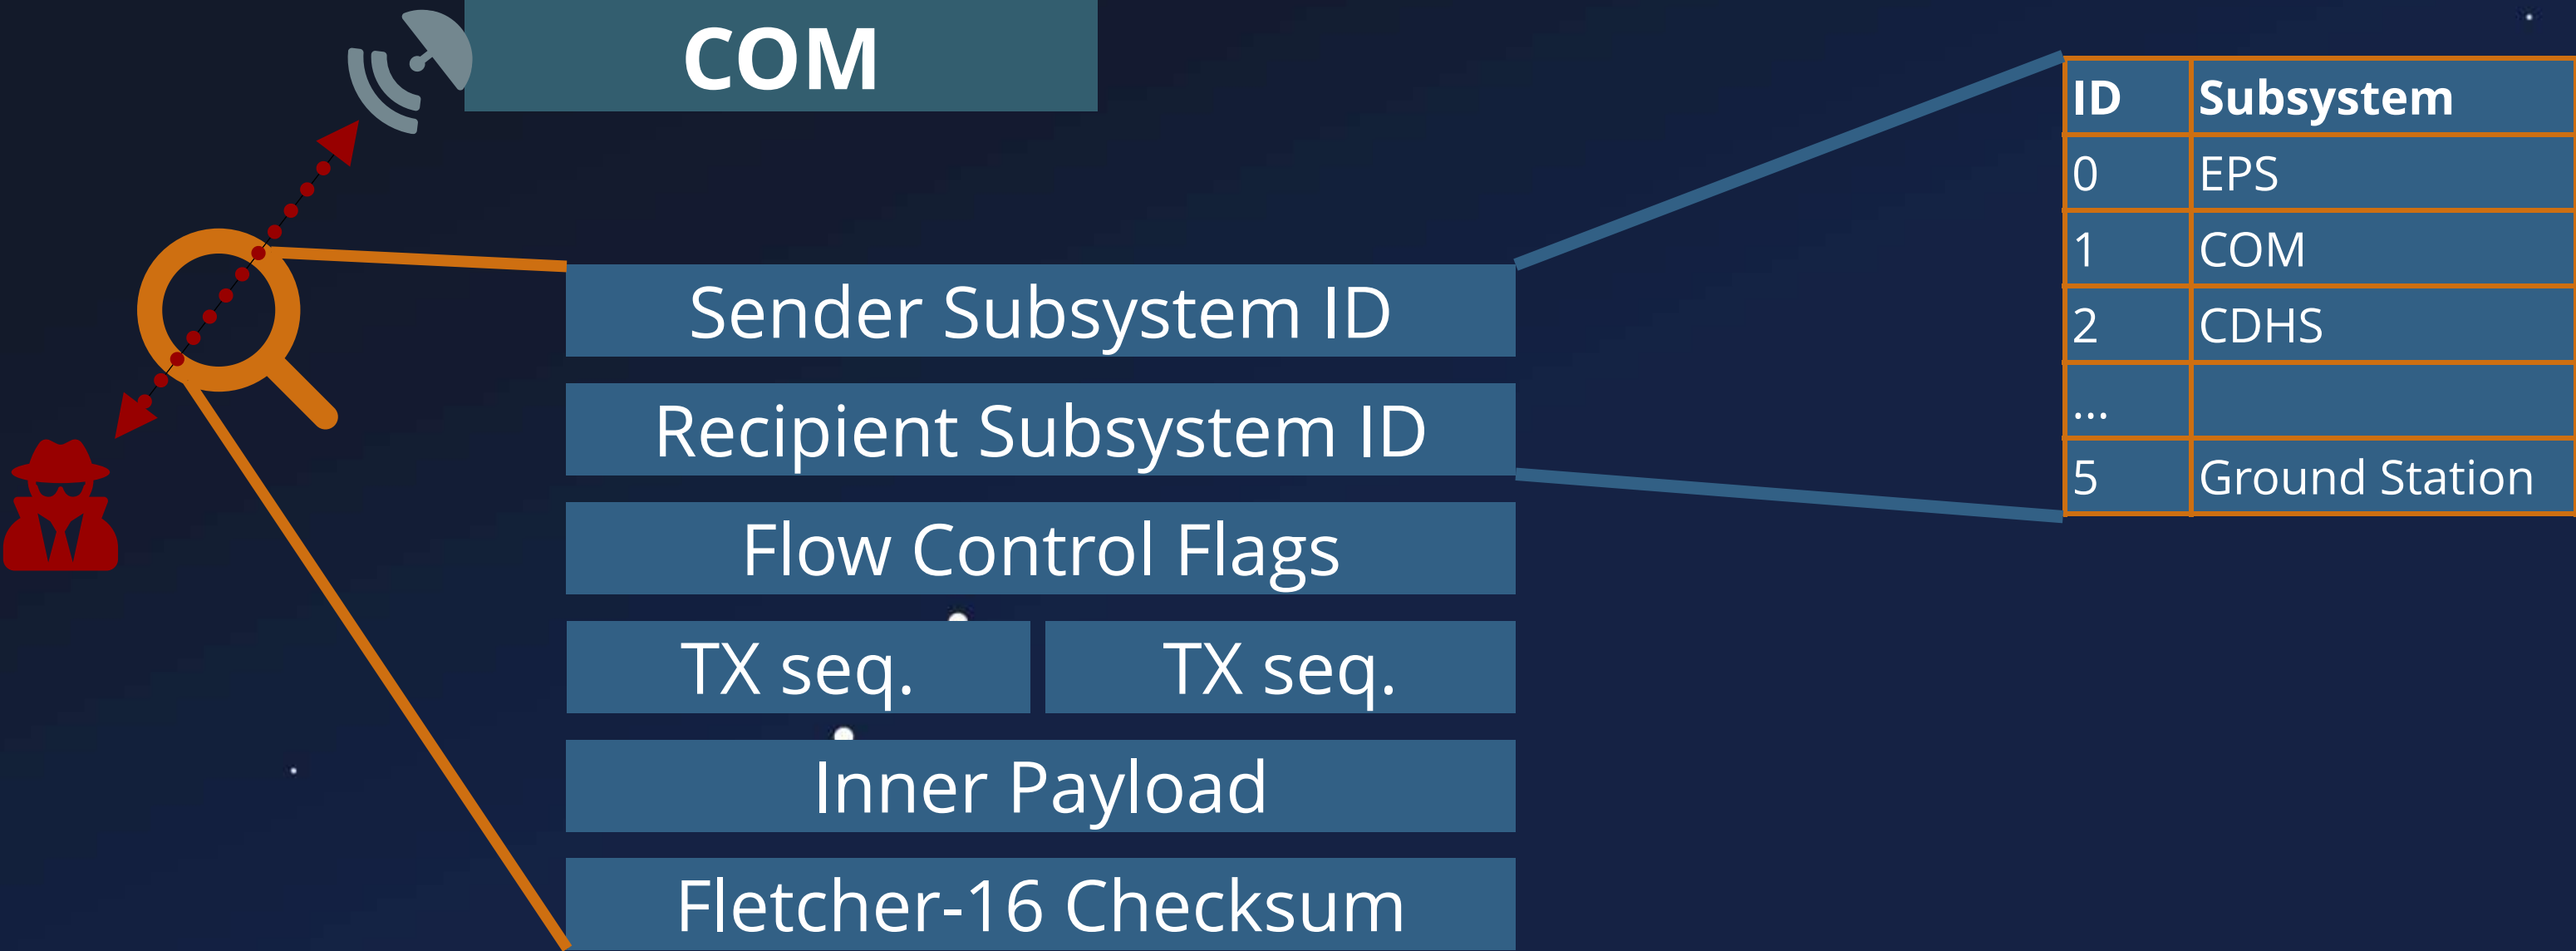 COM
Sender Subsystem ID
Recipient Subsystem ID
Flow Control Flags
TX seq. TX seq.
Inner Payload
Fletcher-16 Checksum
ID Subsystem
0 EPS
1 COM
2 CDHS
...
5 Ground Station